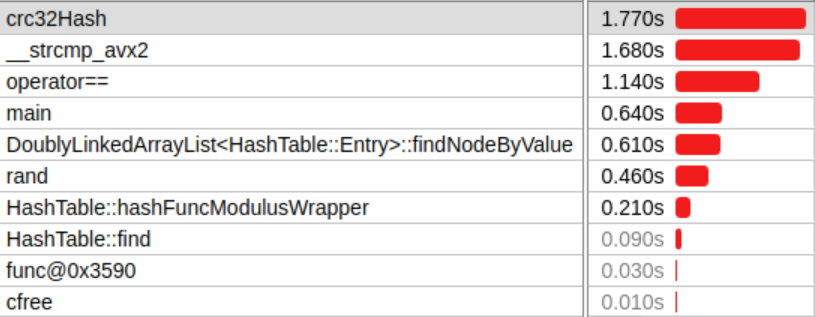 crc32Hash 1.770s
__strcmp_avx2 1.680s
operator== 1.140s
main 0.640s
DoublyLinkedArrayList<HashTable::Entry>::findNodeByValue 0.610s
rand 0.460s
HashTable::hashFuncModulusWrapper 0.210s
HashTable::find 0.090s
func@0x3590 0.030s
cfree 0.010s